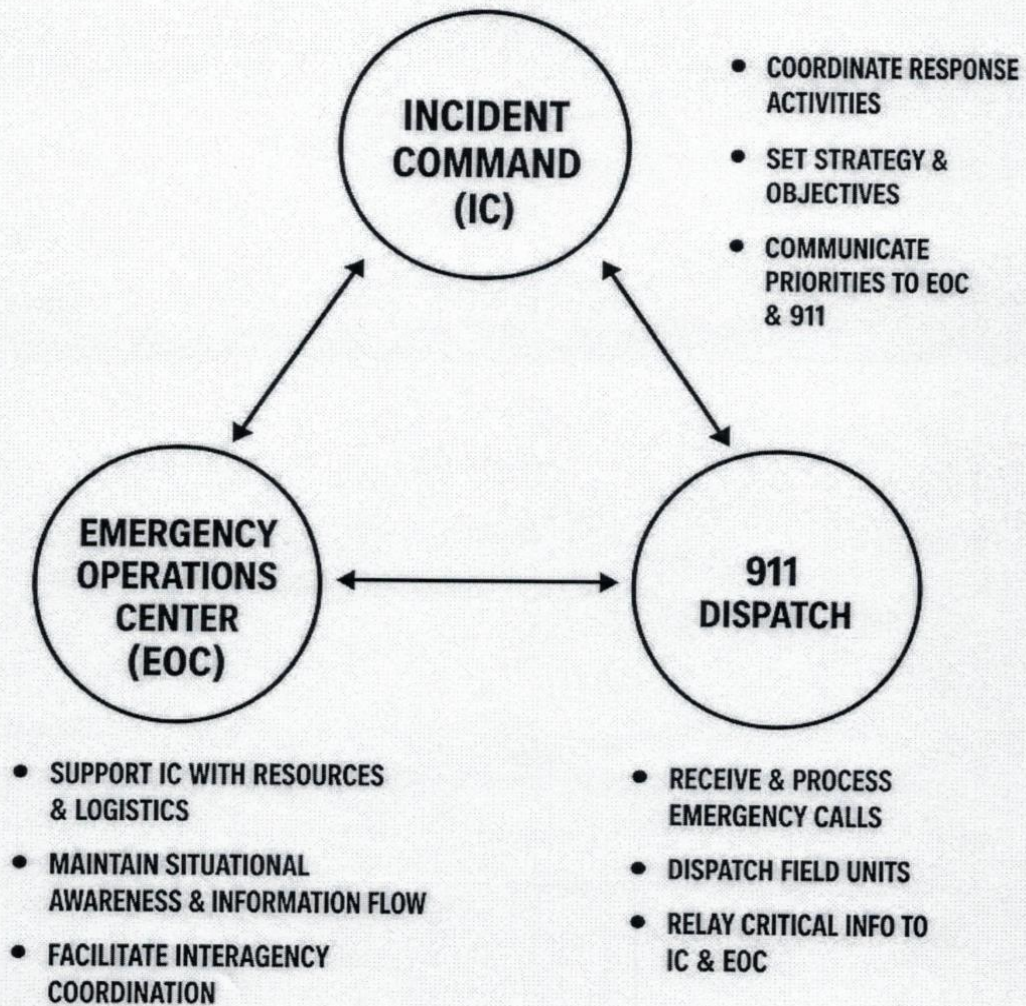 INCIDENT
COMMAND
(IC)
• COORDINATE RESPONSE
ACTIVITIES
• SET STRATEGY &
OBJECTIVES
• COMMUNICATE
PRIORITIES TO EOC
& 911
EMERGENCY
OPERATIONS
CENTER
(EOC)
911
DISPATCH
• SUPPORT IC WITH RESOURCES
& LOGISTICS
• MAINTAIN SITUATIONAL
AWARENESS & INFORMATION FLOW
• FACILITATE INTERAGENCY
COORDINATION
• RECEIVE & PROCESS
EMERGENCY CALLS
• DISPATCH FIELD UNITS
• RELAY CRITICAL INFO TO
IC & EOC